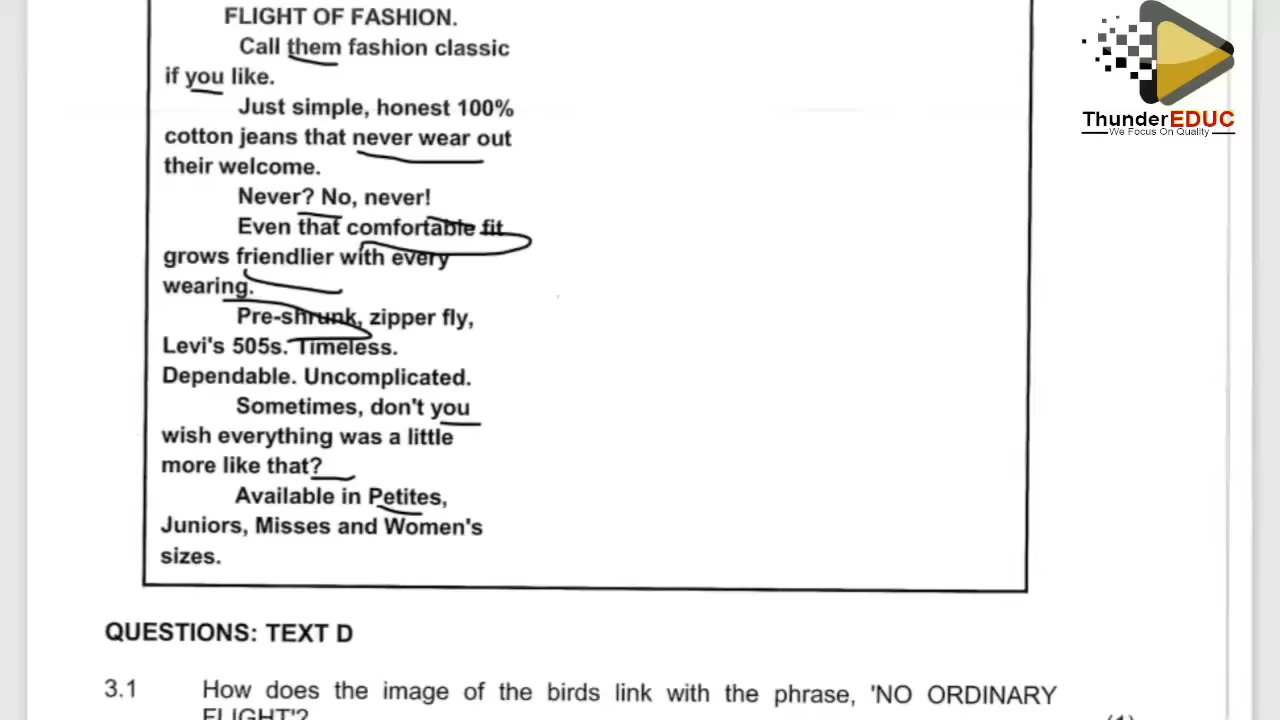 FLIGHT OF FASHION.
Call them fashion classic
if you like.
Just simple, honest 100%
cotton jeans that never wear out
their welcome.
Never? No, never!
Even that comfortable fit
grows friendlier with every
wearing.
Pre-shrunk, zipper fly,
Levi's 505s. Timeless.
Dependable. Uncomplicated.
Sometimes, don't you
wish everything was a little
more like that?
Available in Petites,
Juniors, Misses and Women's
sizes.
ThunderEDUC
We Focus On Quality
QUESTIONS: TEXT D
3.1 How does the image of the birds link with the phrase, 'NO ORDINARY
FLIGHT'? (1)